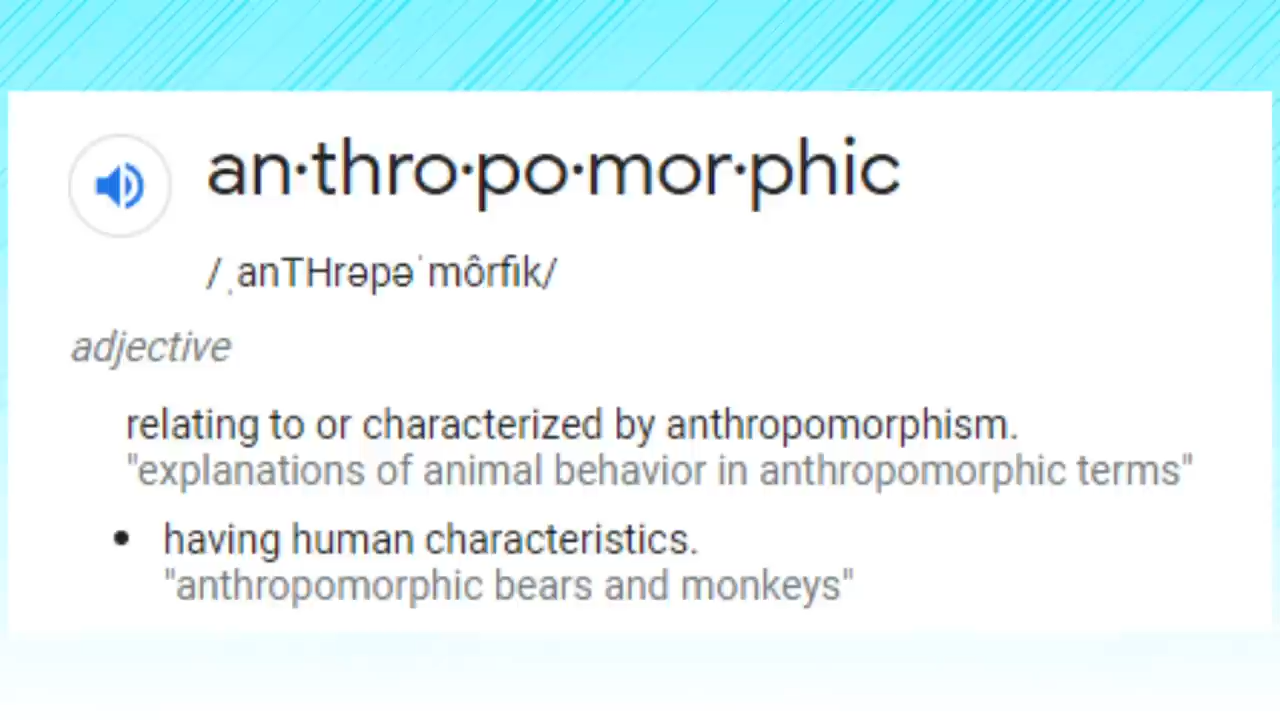 an·thro·po·mor·phic
/ˌanTHrəpəˈmôrfik/
adjective
relating to or characterized by anthropomorphism.
"explanations of animal behavior in anthropomorphic terms"
• having human characteristics.
"anthropomorphic bears and monkeys"